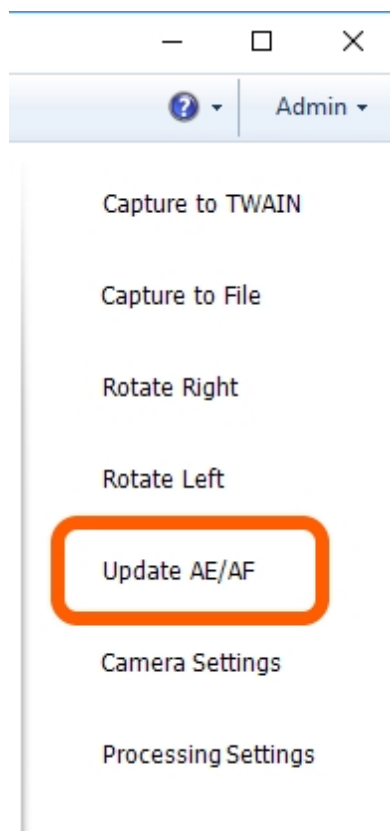 ? Admin
Capture to TWAIN
Capture to File
Rotate Right
Rotate Left
Update AE/AF
Camera Settings
Processing Settings